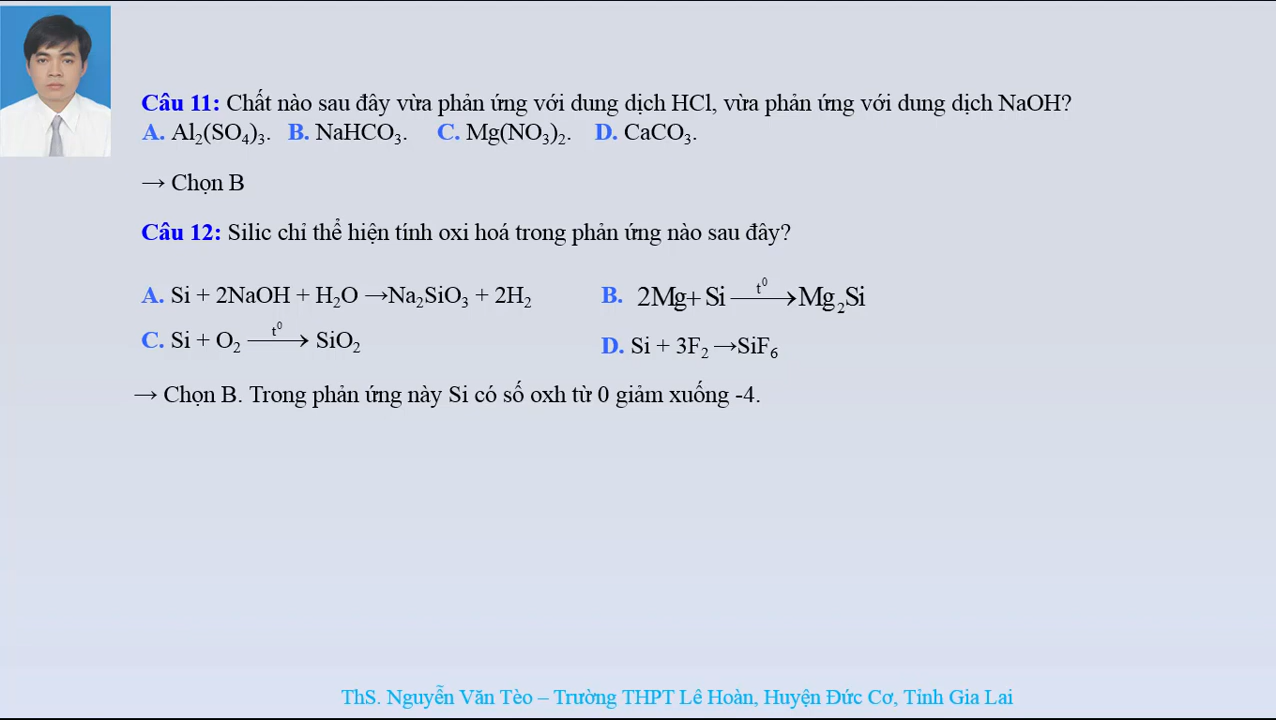 Câu 11: Chất nào sau đây vừa phản ứng với dung dịch HCl, vừa phản ứng với dung dịch NaOH?
A. Al₂(SO₄)₃. B. NaHCO₃. C. Mg(NO₃)₂. D. CaCO₃.
→ Chọn B
Câu 12: Silic chỉ thể hiện tính oxi hoá trong phản ứng nào sau đây?
A. Si + 2NaOH + H₂O →Na₂SiO₃ + 2H₂ B. 2Mg+ Si —t⁰→ Mg₂Si
C. Si + O₂ —t⁰→ SiO₂ D. Si + 3F₂ →SiF₆
→ Chọn B. Trong phản ứng này Si có số oxh từ 0 giảm xuống -4.
ThS. Nguyễn Văn Tèo – Trường THPT Lê Hoàn, Huyện Đức Cơ, Tỉnh Gia Lai